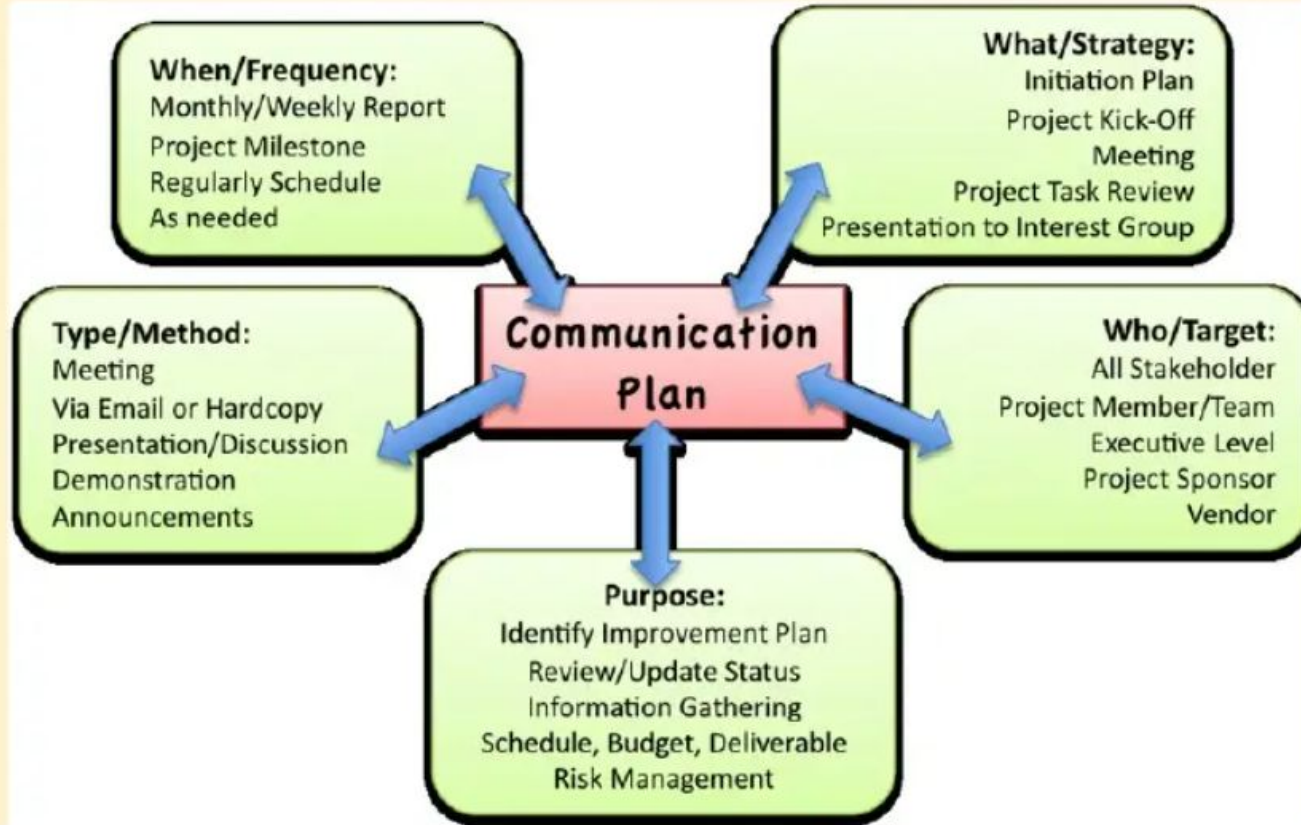 When/Frequency:
Monthly/Weekly Report
Project Milestone
Regularly Schedule
As needed
What/Strategy:
Initiation Plan
Project Kick-Off
Meeting
Project Task Review
Presentation to Interest Group
Communication
Plan
Type/Method:
Meeting
Via Email or Hardcopy
Presentation/Discussion
Demonstration
Announcements
Who/Target:
All Stakeholder
Project Member/Team
Executive Level
Project Sponsor
Vendor
Purpose:
Identify Improvement Plan
Review/Update Status
Information Gathering
Schedule, Budget, Deliverable
Risk Management